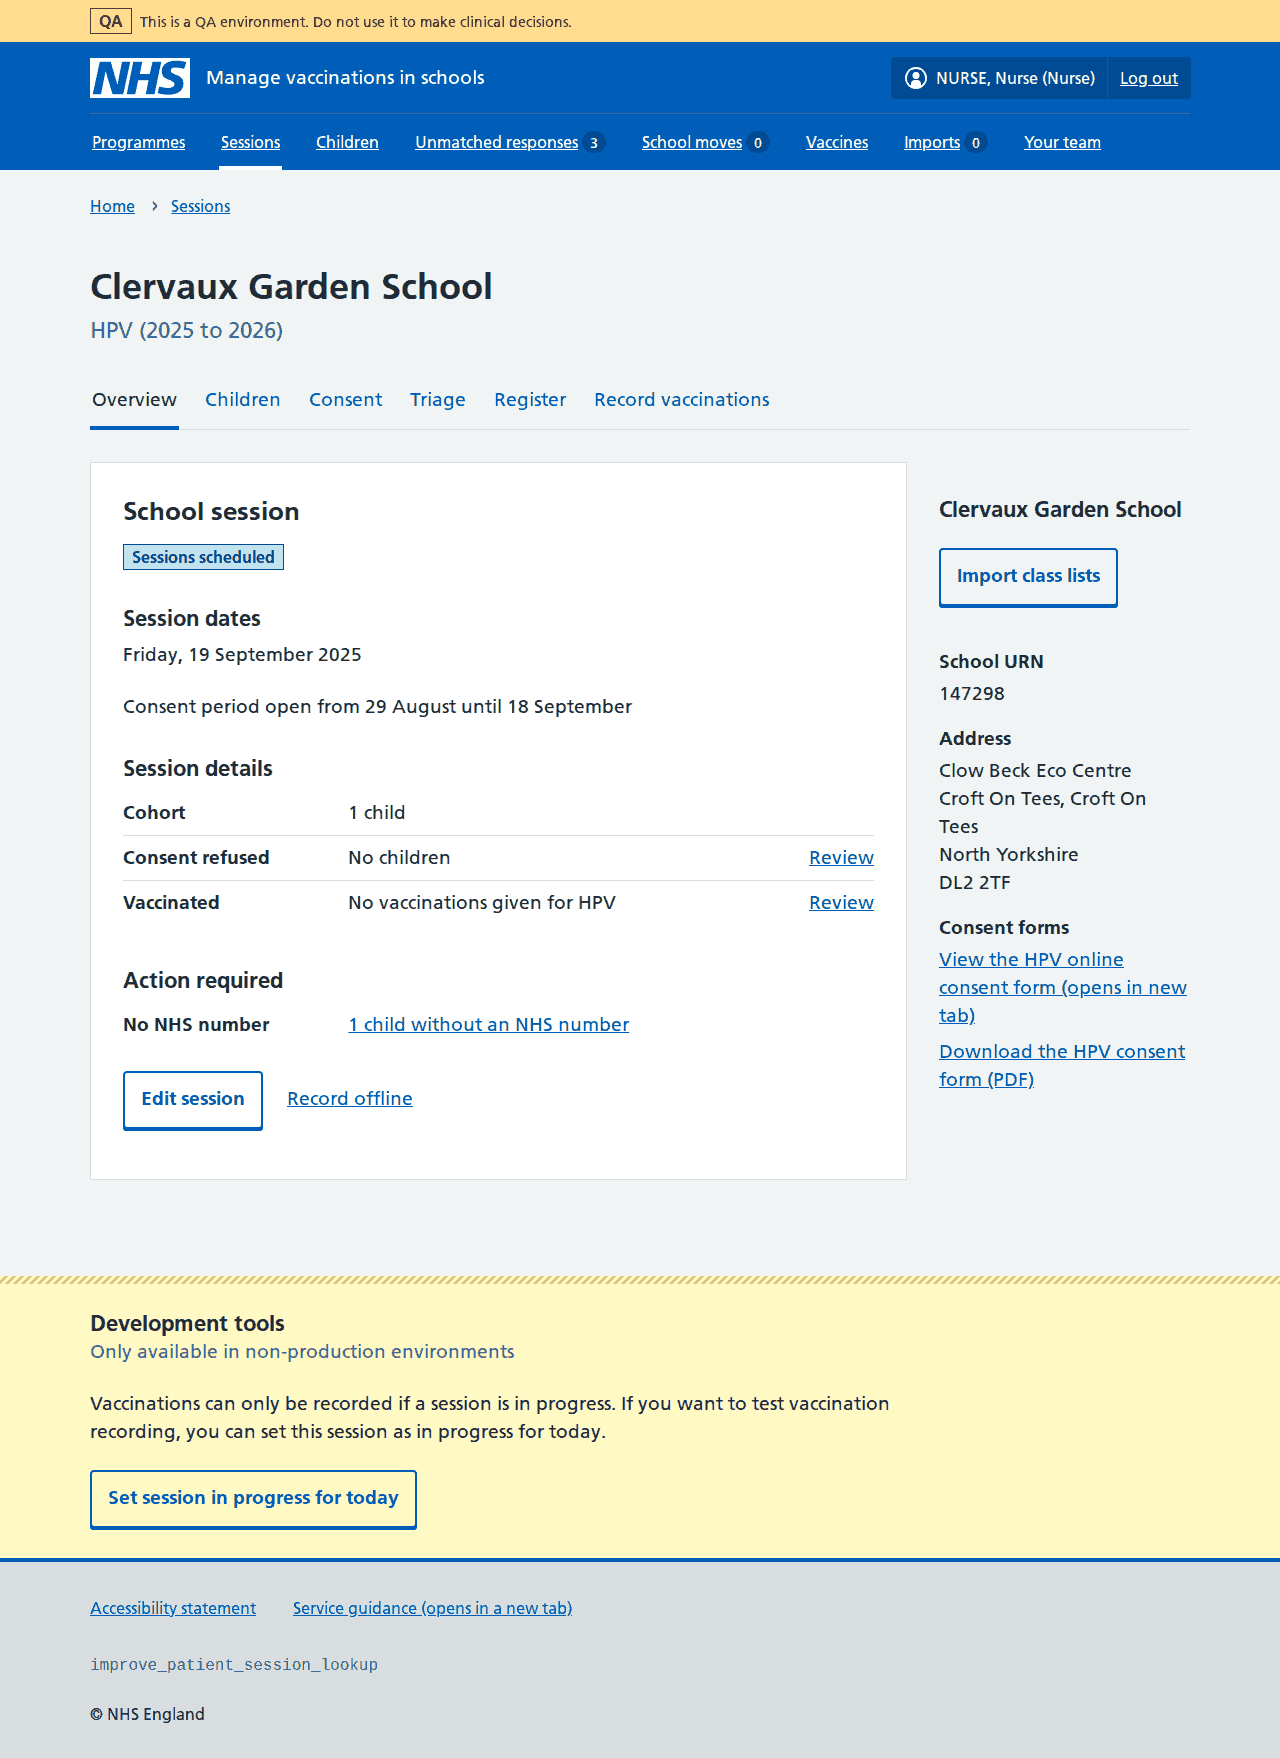 QA This is a QA environment. Do not use it to make clinical decisions.
NHS Manage vaccinations in schools NURSE, Nurse (Nurse) Log out
Programmes Sessions Children Unmatched responses 3 School moves 0 Vaccines Imports 0 Your team
Home › Sessions
Clervaux Garden School
HPV (2025 to 2026)
Overview Children Consent Triage Register Record vaccinations
School session
Sessions scheduled
Session dates
Friday, 19 September 2025
Consent period open from 29 August until 18 September
Session details
Cohort 1 child
Consent refused No children Review
Vaccinated No vaccinations given for HPV Review
Action required
No NHS number 1 child without an NHS number
Edit session Record offline
Clervaux Garden School
Import class lists
School URN
147298
Address
Clow Beck Eco Centre
Croft On Tees, Croft On
Tees
North Yorkshire
DL2 2TF
Consent forms
View the HPV online
consent form (opens in new
tab)
Download the HPV consent
form (PDF)
Development tools
Only available in non-production environments
Vaccinations can only be recorded if a session is in progress. If you want to test vaccination
recording, you can set this session as in progress for today.
Set session in progress for today
Accessibility statement Service guidance (opens in a new tab)
improve_patient_session_lookup
© NHS England